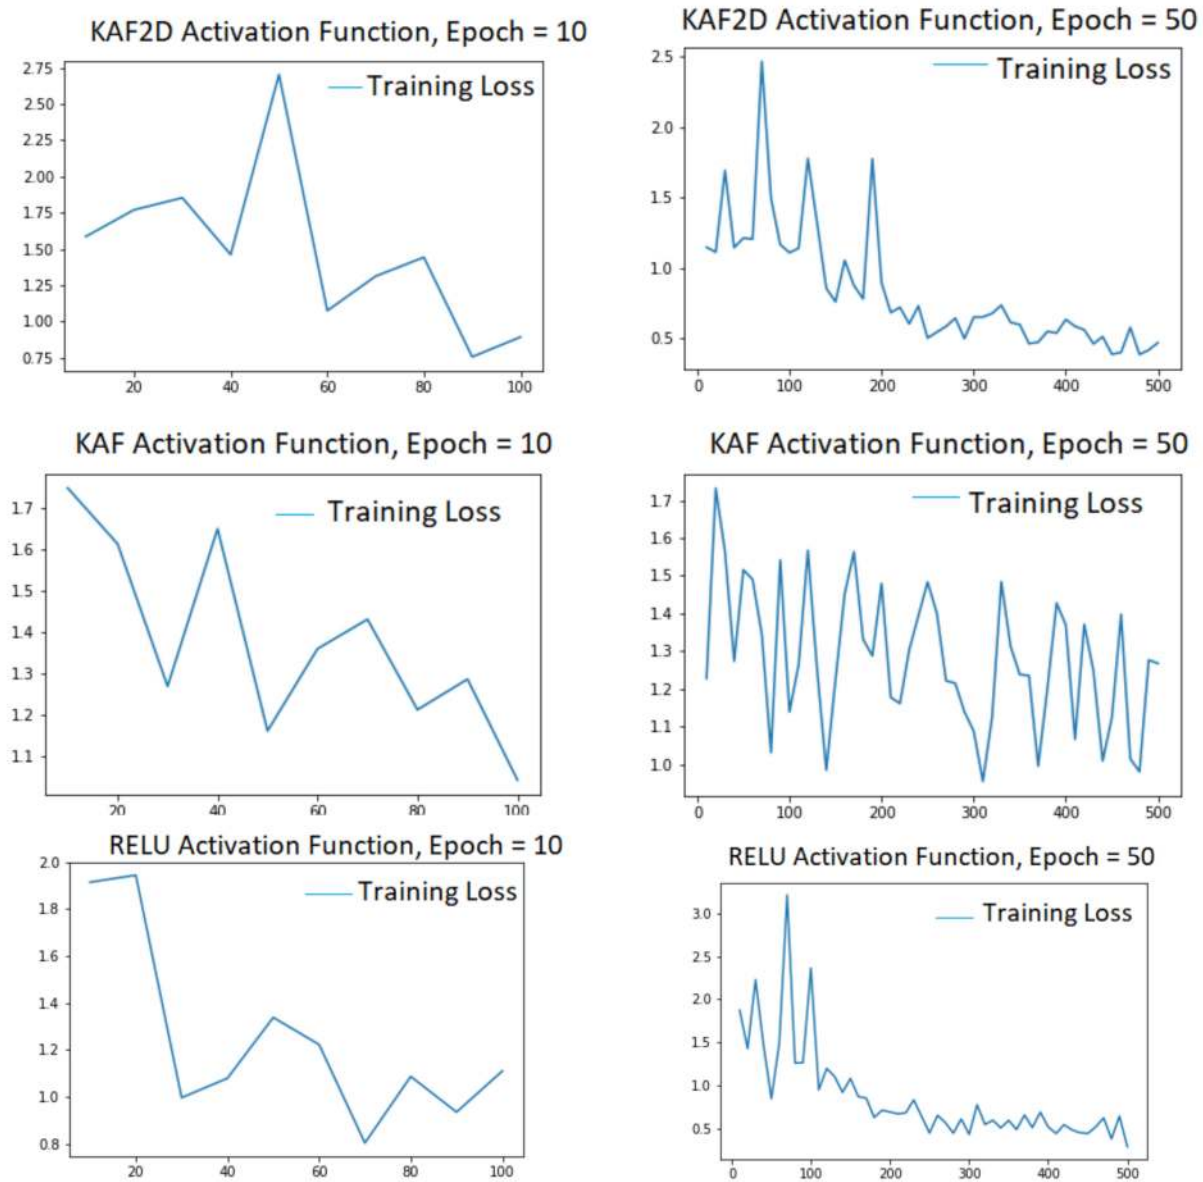 KAF2D Activation Function, Epoch = 10
2.75
2.50
2.25
2.00
1.75
1.50
1.25
1.00
0.75
Training Loss
20 40 60 80 100
KAF2D Activation Function, Epoch = 50
2.5
2.0
1.5
1.0
0.5
Training Loss
0 100 200 300 400 500
KAF Activation Function, Epoch = 10
1.7
1.6
1.5
1.4
1.3
1.2
1.1
Training Loss
20 40 60 80 100
KAF Activation Function, Epoch = 50
1.7
1.6
1.5
1.4
1.3
1.2
1.1
1.0
Training Loss
0 100 200 300 400 500
RELU Activation Function, Epoch = 10
2.0
1.8
1.6
1.4
1.2
1.0
0.8
Training Loss
20 40 60 80 100
RELU Activation Function, Epoch = 50
3.0
2.5
2.0
1.5
1.0
0.5
Training Loss
0 100 200 300 400 500